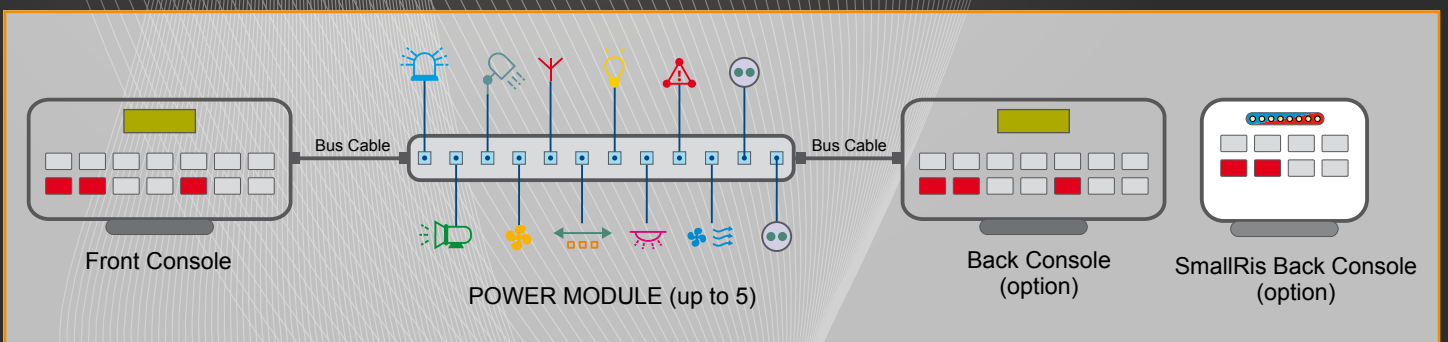 Bus Cable
Bus Cable
Front Console
POWER MODULE (up to 5)
Back Console
(option)
SmallRis Back Console
(option)